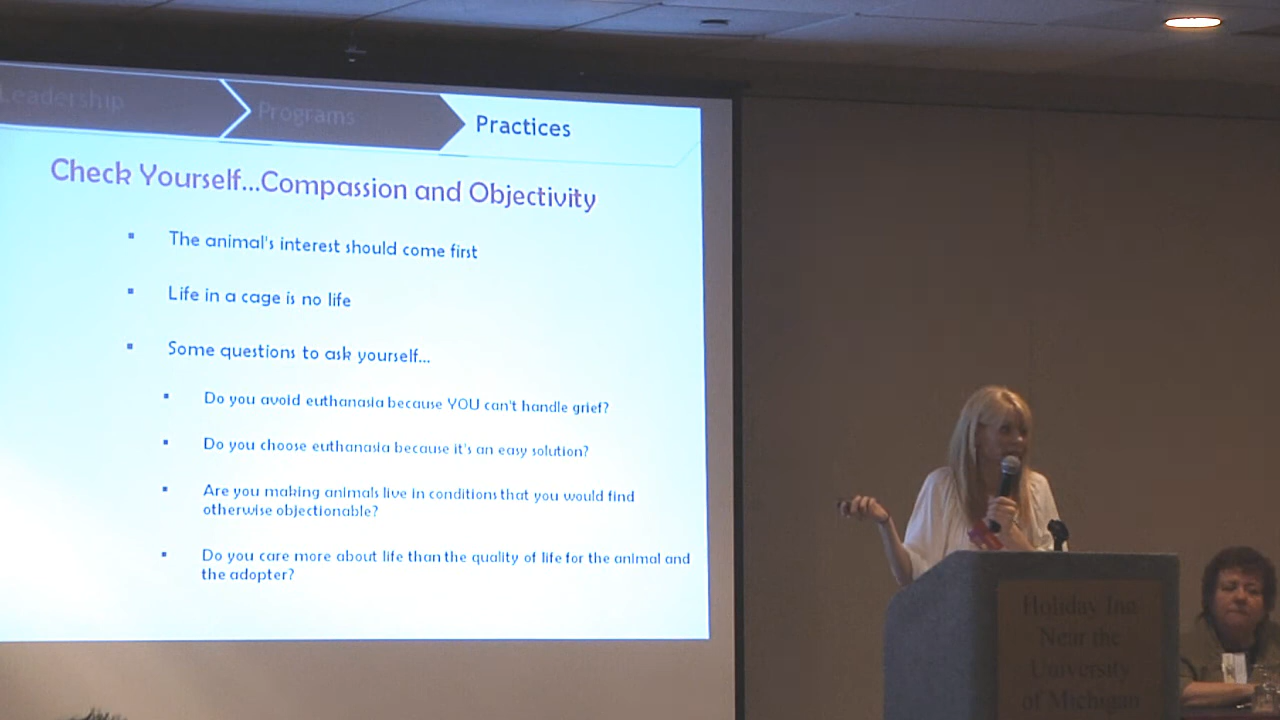 Leadership
Programs
Practices
Check Yourself...Compassion and Objectivity
The animal's interest should come first
Life in a cage is no life
Some questions to ask yourself...
Do you avoid euthanasia because YOU can't handle grief?
Do you choose euthanasia because it's an easy solution?
Are you making animals live in conditions that you would find
otherwise objectionable?
Do you care more about life than the quality of life for the animal and
the adopter?
Holiday Inn
Near the
University
of Michigan